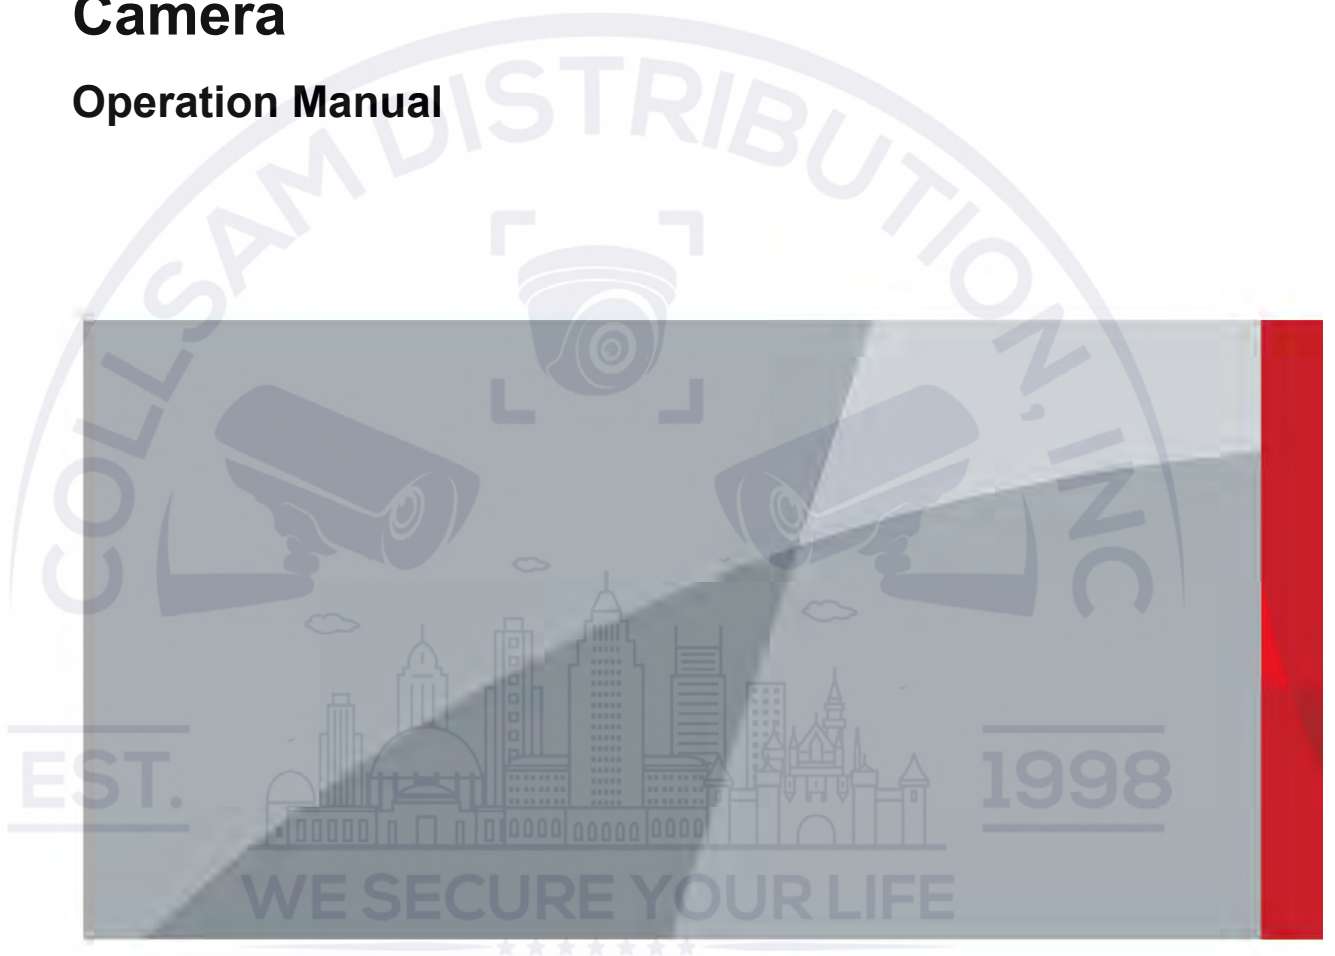 Camera
Operation Manual
COLLSAM DISTRIBUTION, INC
EST.
1998
WE SECURE YOUR LIFE